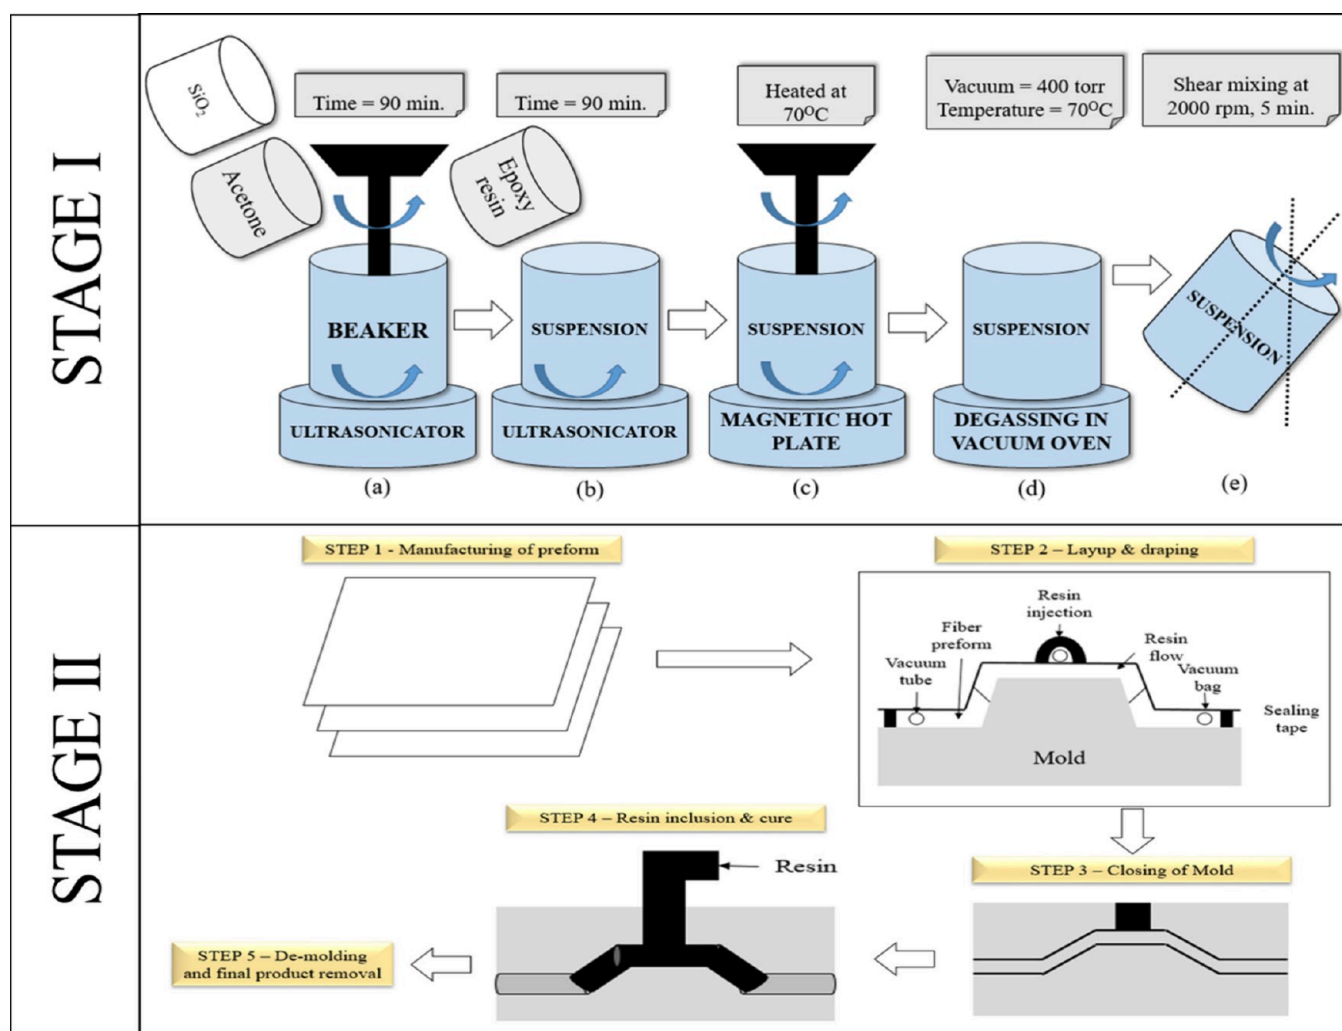 STAGE I
SiO₂
Acetone
Time = 90 min.
BEAKER
ULTRASONICATOR
(a)
Time = 90 min.
Epoxy
resin
SUSPENSION
ULTRASONICATOR
(b)
Heated at
70ᴼC
SUSPENSION
MAGNETIC HOT
PLATE
(c)
Vacuum = 400 torr
Temperature = 70ᴼC
SUSPENSION
DEGASSING IN
VACUUM OVEN
(d)
Shear mixing at
2000 rpm, 5 min.
SUSPENSION
(e)
STAGE II
STEP 1 - Manufacturing of preform
STEP 2 – Layup & draping
Resin
injection
Fiber
preform
Resin
flow
Vacuum
tube
Vacuum
bag
Sealing
tape
Mold
STEP 3 – Closing of Mold
STEP 4 – Resin inclusion & cure
Resin
STEP 5 – De-molding
and final product removal